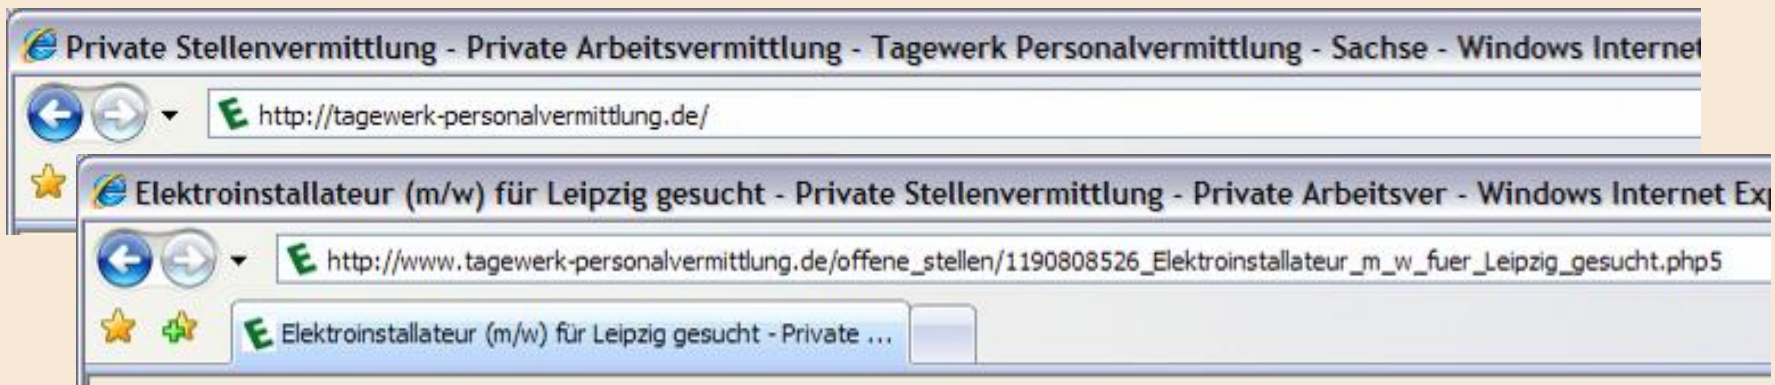 Private Stellenvermittlung - Private Arbeitsvermittlung - Tagewerk Personalvermittlung - Sachse - Windows Internet
http://tagewerk-personalvermittlung.de/
Elektroinstallateur (m/w) für Leipzig gesucht - Private Stellenvermittlung - Private Arbeitsver - Windows Internet Exp
http://www.tagewerk-personalvermittlung.de/offene_stellen/1190808526_Elektroinstallateur_m_w_fuer_Leipzig_gesucht.php5
Elektroinstallateur (m/w) für Leipzig gesucht - Private ...